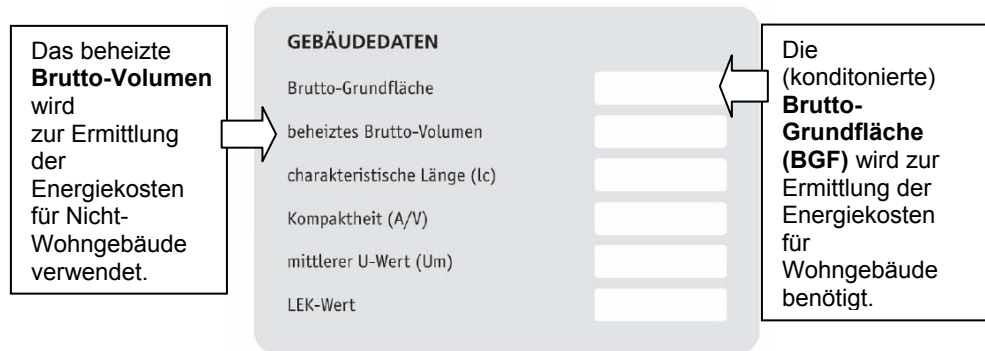 Das beheizte
Brutto-Volumen
wird
zur Ermittlung
der
Energiekosten
für Nicht-
Wohngebäude
verwendet.
GEBÄUDEDATEN
Brutto-Grundfläche
beheiztes Brutto-Volumen
charakteristische Länge (lc)
Kompaktheit (A/V)
mittlerer U-Wert (Um)
LEK-Wert
Die
(konditonierte)
Brutto-
Grundfläche
(BGF) wird zur
Ermittlung der
Energiekosten
für
Wohngebäude
benötigt.